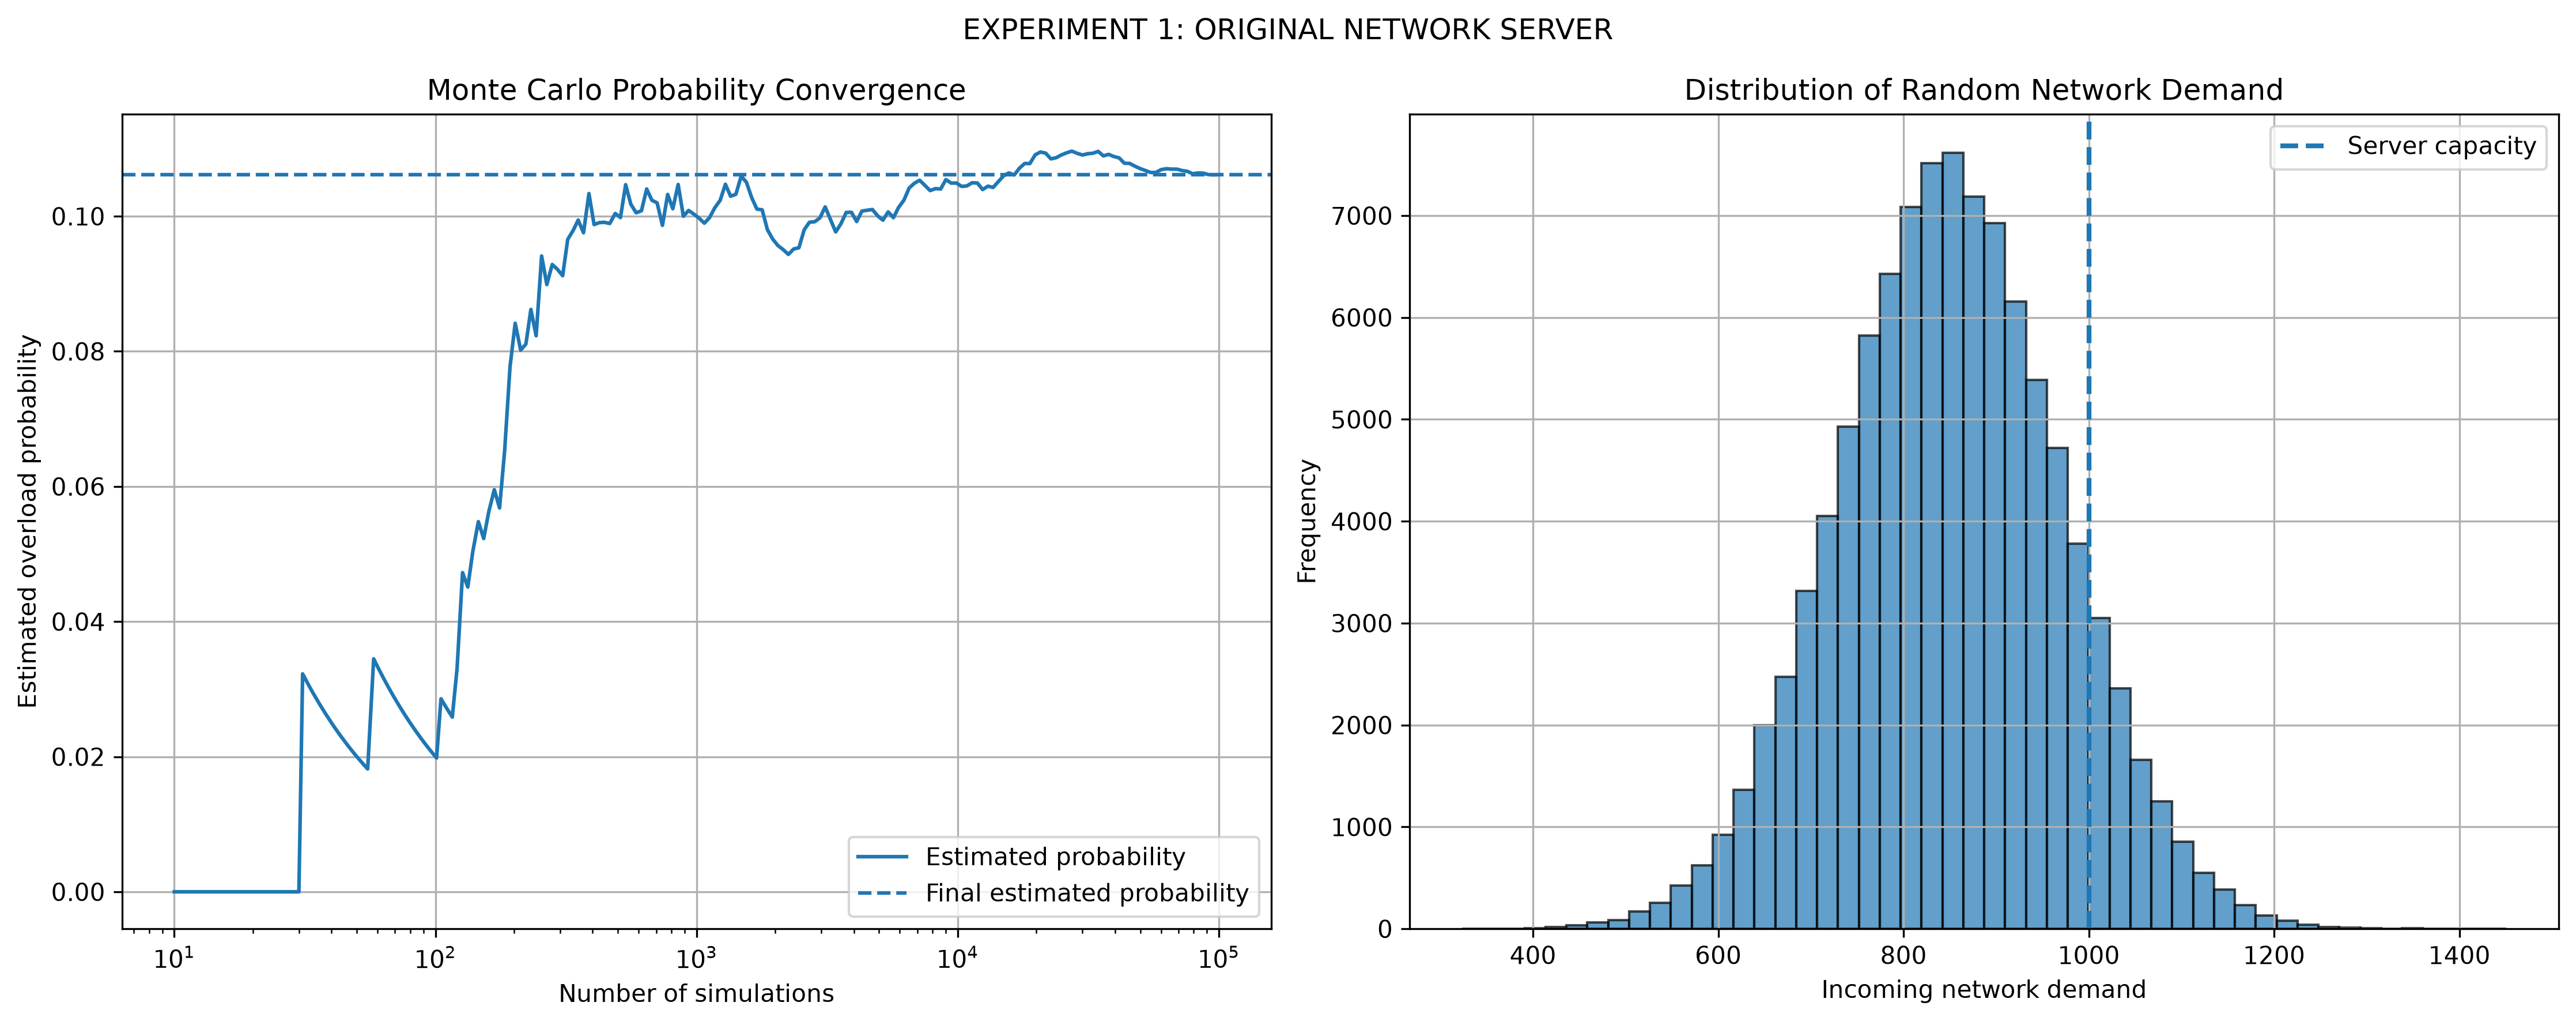 EXPERIMENT 1: ORIGINAL NETWORK SERVER
Monte Carlo Probability Convergence
Estimated overload probability
0.10
0.08
0.06
0.04
0.02
0.00
10¹
10²
10³
10⁴
10⁵
Number of simulations
Estimated probability
Final estimated probability
Distribution of Random Network Demand
Server capacity
Frequency
7000
6000
5000
4000
3000
2000
1000
0
400
600
800
1000
1200
1400
Incoming network demand